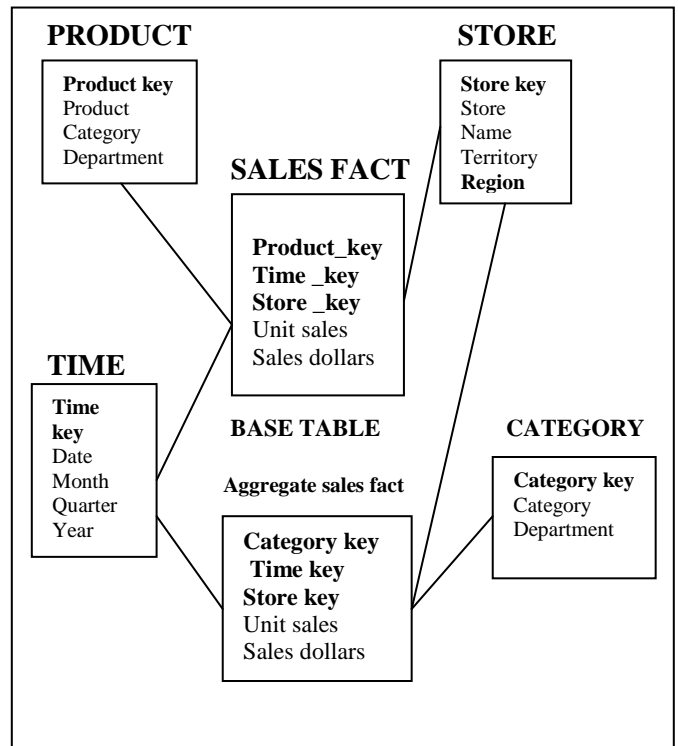 PRODUCT
Product key
Product
Category
Department
STORE
Store key
Store
Name
Territory
Region
SALES FACT
Product_key
Time _key
Store _key
Unit sales
Sales dollars
TIME
Time
key
Date
Month
Quarter
Year
BASE TABLE
CATEGORY
Category key
Category
Department
Aggregate sales fact
Category key
Time key
Store key
Unit sales
Sales dollars